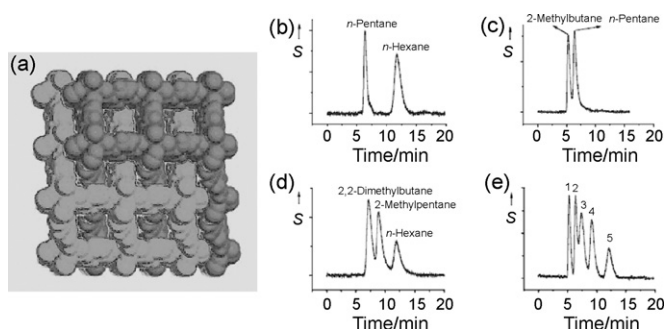 (a)
(b)
n-Pentane
n-Hexane
S
0 5 10 15 20
Time/min
(c)
2-Methylbutane
n-Pentane
S
0 5 10 15 20
Time/min
(d)
2,2-Dimethylbutane
2-Methylpentane
n-Hexane
S
0 5 10 15 20
Time/min
(e)
1 2 3 4 5
S
0 5 10 15 20
Time/min